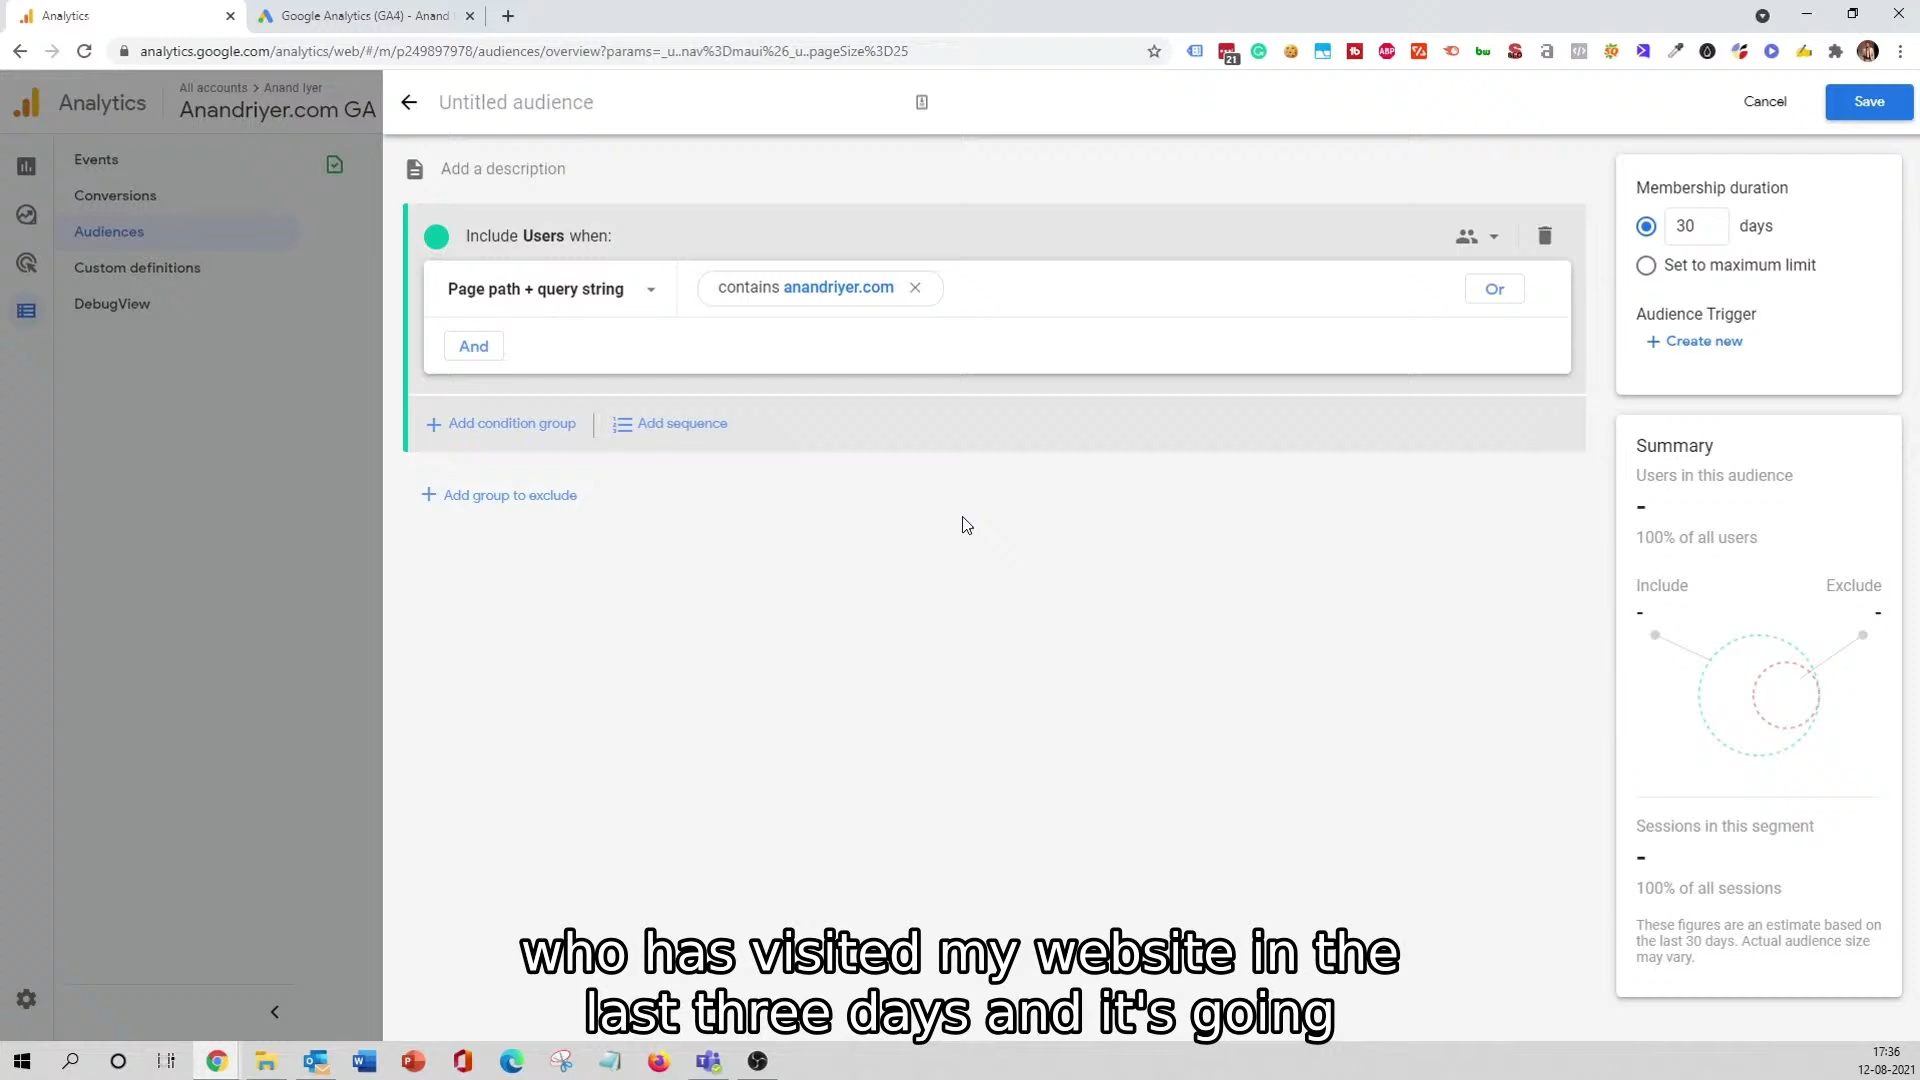 Analytics
Google Analytics (GA4) - Anand
analytics.google.com/analytics/web/#/m/p249897978/audiences/overview?params=_u..nav%3Dmaui%26_u..pageSize%3D25
21
Analytics
All accounts > Anand Iyer
Anandriyer.com GA
Untitled audience
Cancel
Save
Events
Conversions
Audiences
Custom definitions
DebugView
Add a description
Include Users when:
Page path + query string
contains anandriyer.com
Or
And
Add condition group
Add sequence
Add group to exclude
Membership duration
30 days
Set to maximum limit
Audience Trigger
Create new
Summary
Users in this audience
-
100% of all users
Include
Exclude
-
-
Sessions in this segment
-
100% of all sessions
These figures are an estimate based on
the last 30 days. Actual audience size
may vary.
who has visited my website in the
last three days and it's going
17:36
12-08-2021